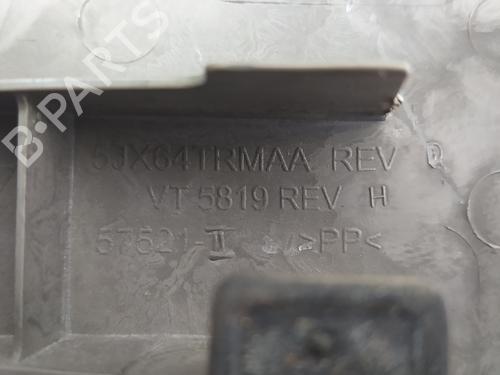 B-PARTS
5JX64TRMAA REV D
VT 5819 REV. H
57521-II >PP<